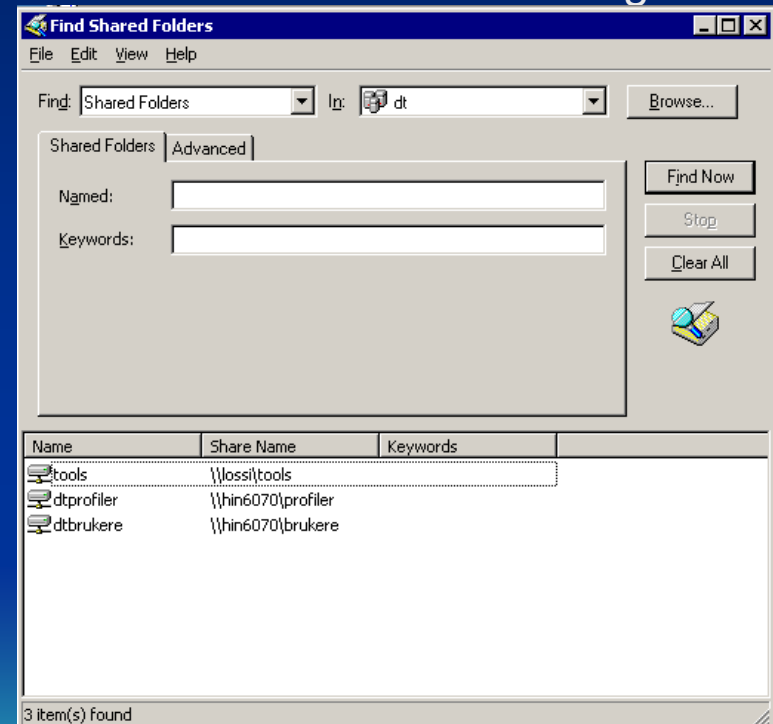 Find Shared Folders
File Edit View Help
Find: Shared Folders In: dt Browse...
Shared Folders Advanced
Named:
Keywords:
Find Now
Stop
Clear All
Name Share Name Keywords
tools \\lossi\tools
dtprofiler \\hin6070\profiler
dtbrukere \\hin6070\brukere
3 item(s) found